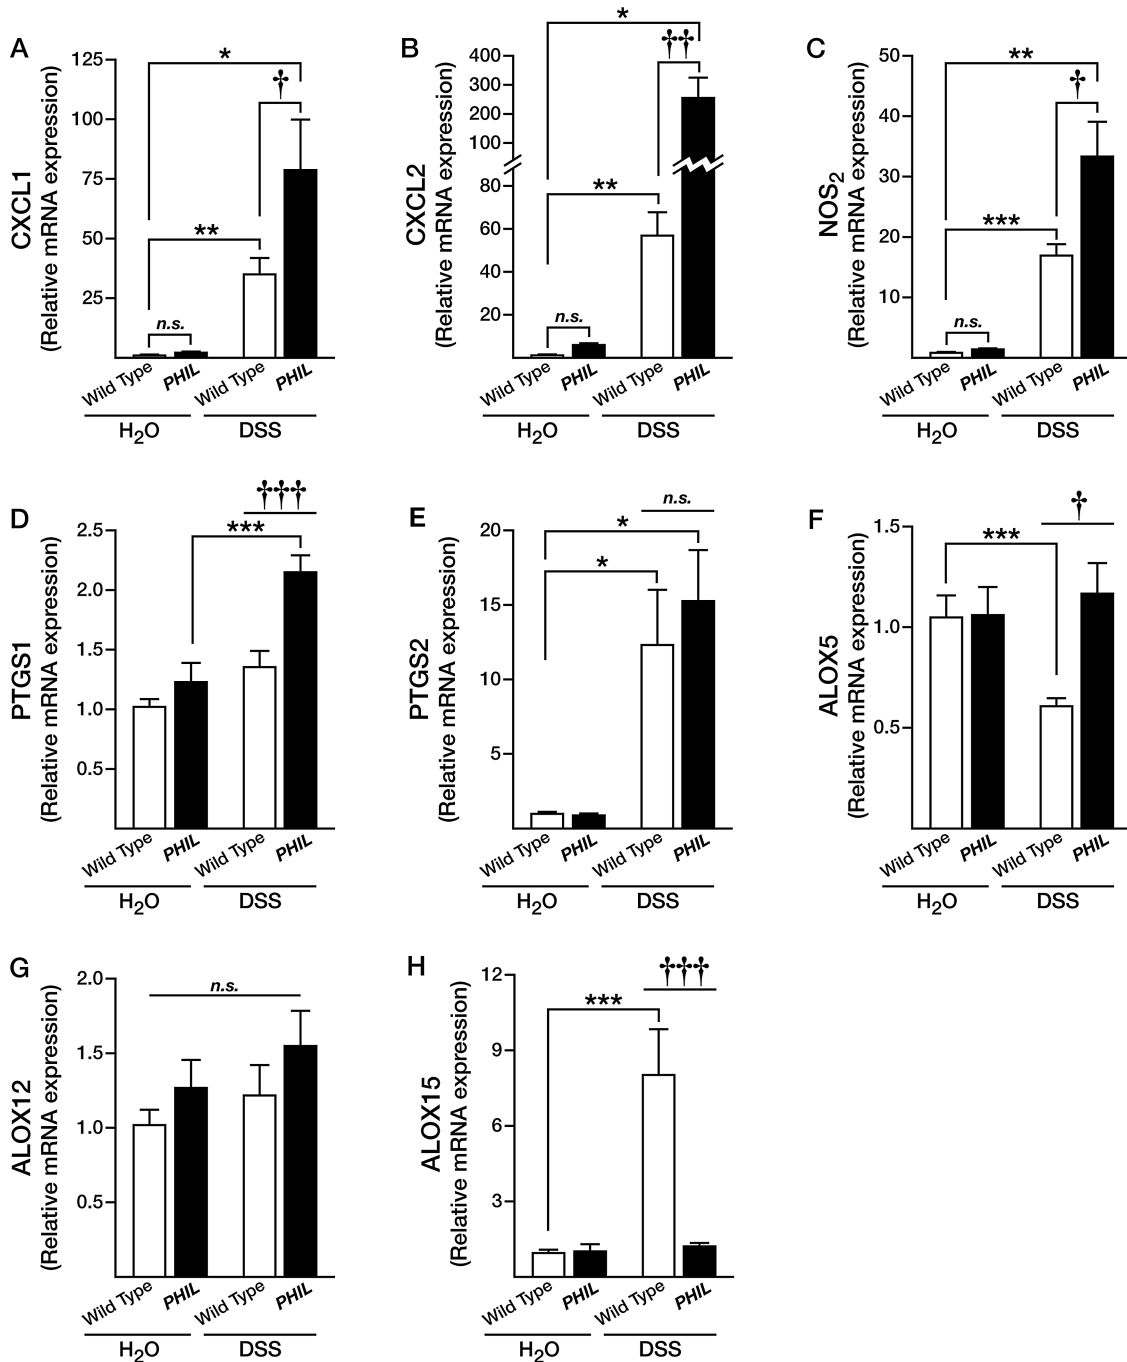 A
CXCL1
(Relative mRNA expression)
125
100
75
50
25
*
†
**
n.s.
Wild Type
PHIL
Wild Type
PHIL
H2O
DSS
B
CXCL2
(Relative mRNA expression)
400
300
200
100
80
60
40
20
*
††
**
n.s.
Wild Type
PHIL
Wild Type
PHIL
H2O
DSS
C
NOS2
(Relative mRNA expression)
50
40
30
20
10
**
†
***
n.s.
Wild Type
PHIL
Wild Type
PHIL
H2O
DSS
D
PTGS1
(Relative mRNA expression)
2.5
2.0
1.5
1.0
0.5
†††
***
Wild Type
PHIL
Wild Type
PHIL
H2O
DSS
E
PTGS2
(Relative mRNA expression)
20
15
10
5
n.s.
*
*
Wild Type
PHIL
Wild Type
PHIL
H2O
DSS
F
ALOX5
(Relative mRNA expression)
1.5
1.0
0.5
†
***
Wild Type
PHIL
Wild Type
PHIL
H2O
DSS
G
ALOX12
(Relative mRNA expression)
2.0
1.5
1.0
0.5
n.s.
Wild Type
PHIL
Wild Type
PHIL
H2O
DSS
H
ALOX15
(Relative mRNA expression)
12
9
6
3
†††
***
Wild Type
PHIL
Wild Type
PHIL
H2O
DSS